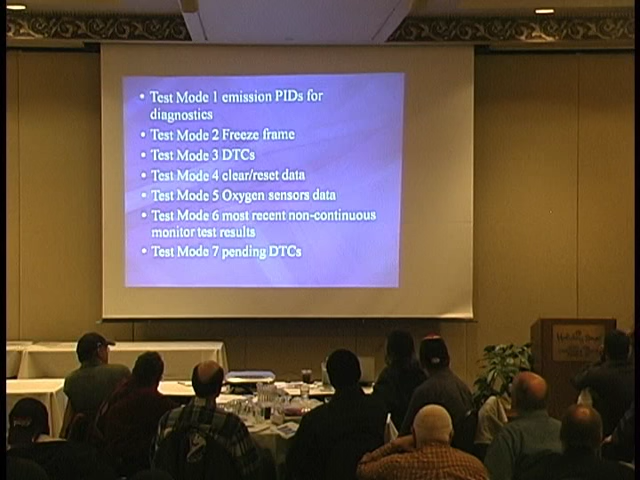 • Test Mode 1 emission PIDs for
diagnostics
• Test Mode 2 Freeze frame
• Test Mode 3 DTCs
• Test Mode 4 clear/reset data
• Test Mode 5 Oxygen sensors data
• Test Mode 6 most recent non-continuous
monitor test results
• Test Mode 7 pending DTCs